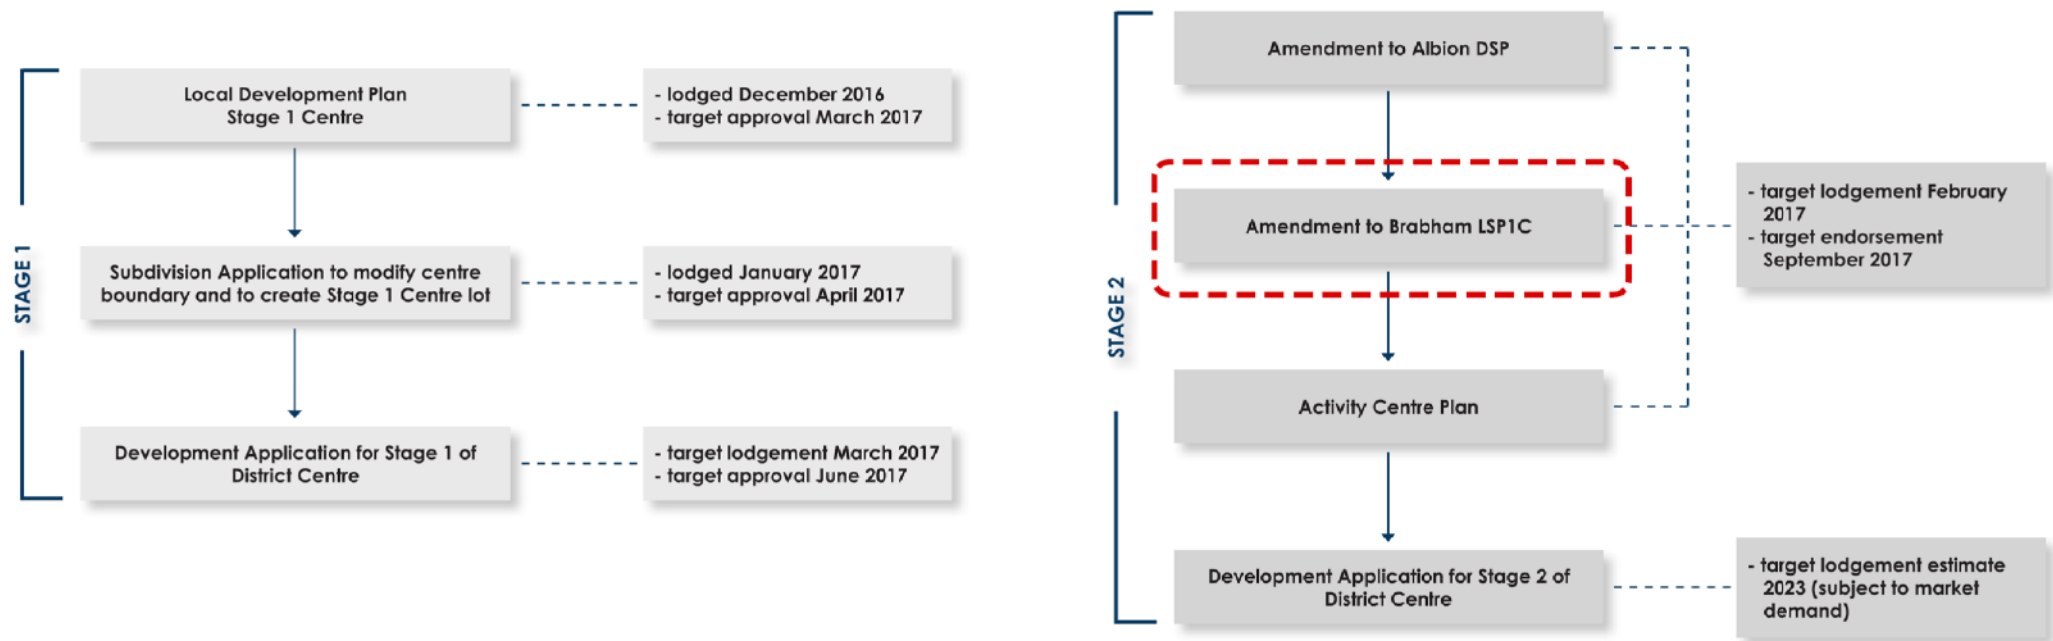 STAGE 1
Local Development Plan
Stage 1 Centre
- lodged December 2016
- target approval March 2017
Subdivision Application to modify centre
boundary and to create Stage 1 Centre lot
- lodged January 2017
- target approval April 2017
Development Application for Stage 1 of
District Centre
- target lodgement March 2017
- target approval June 2017
STAGE 2
Amendment to Albion DSP
Amendment to Brabham LSP1C
- target lodgement February
2017
- target endorsement
September 2017
Activity Centre Plan
Development Application for Stage 2 of
District Centre
- target lodgement estimate
2023 (subject to market
demand)